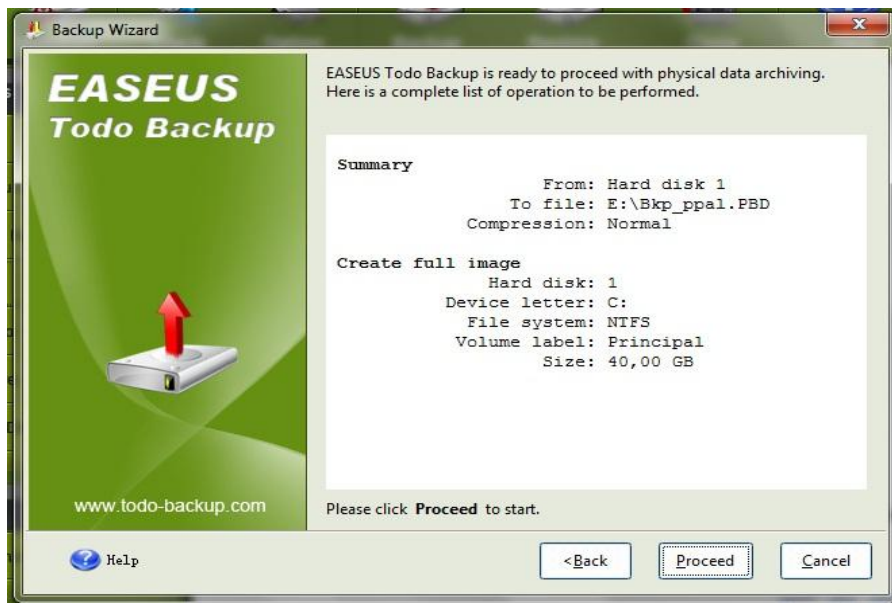 Backup Wizard
EASEUS
Todo Backup
www.todo-backup.com
EASEUS Todo Backup is ready to proceed with physical data archiving.
Here is a complete list of operation to be performed.
Summary
From: Hard disk 1
To file: E:\Bkp_ppal.PBD
Compression: Normal
Create full image
Hard disk: 1
Device letter: C:
File system: NTFS
Volume label: Principal
Size: 40,00 GB
Please click Proceed to start.
Help
<Back
Proceed
Cancel